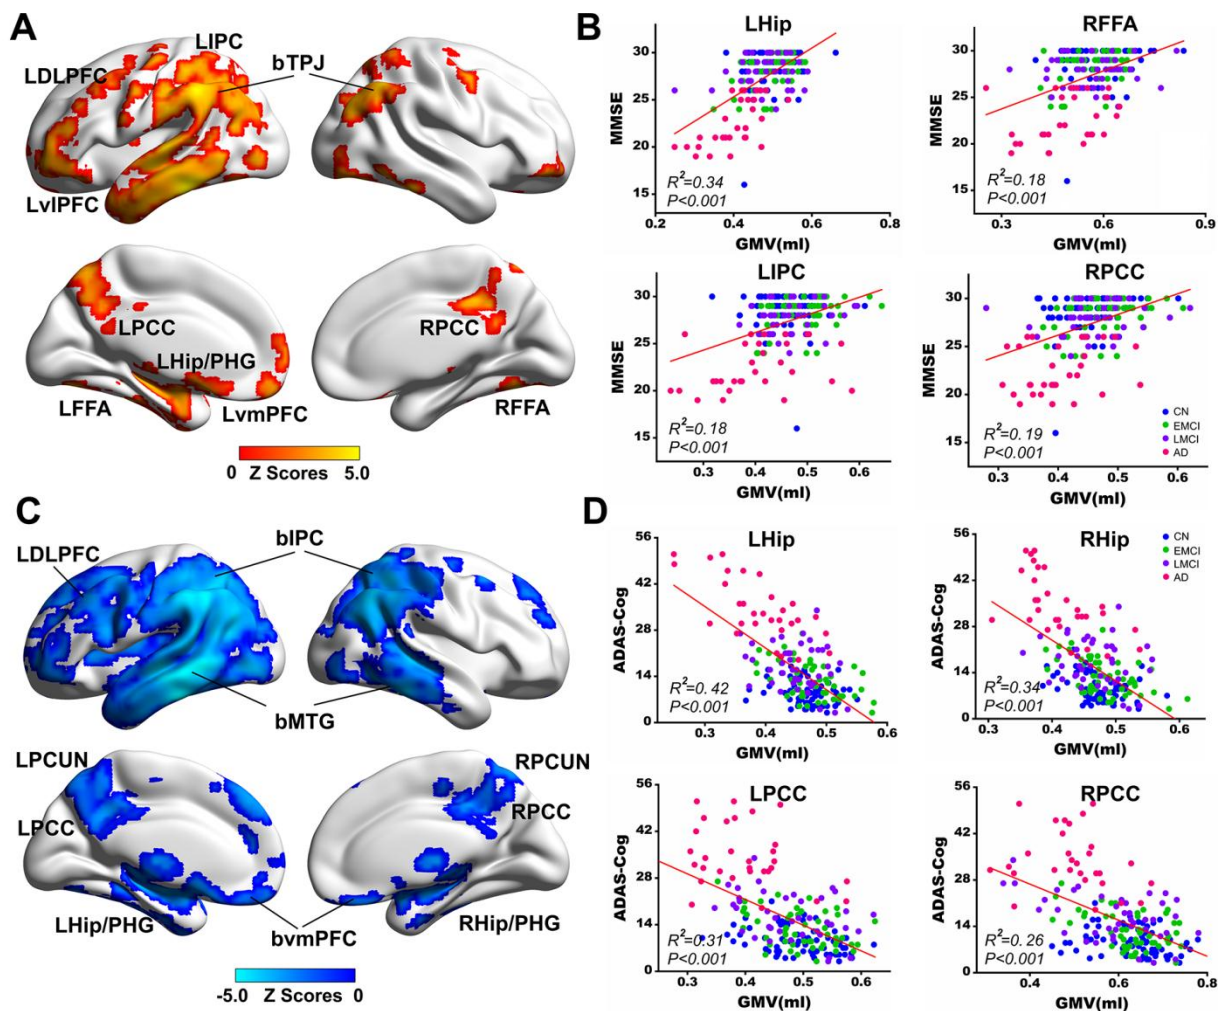 A
LIPC
LDLPFC
bTPJ
LvlPFC
LPCC
RPCC
LHip/PHG
LFFA
LvmPFC
RFFA
0 Z Scores 5.0
B
LHip
MMSE
30
25
20
15
R²=0.34
P<0.001
0.2 0.4 0.6 0.8
GMV(ml)
RFFA
MMSE
30
25
20
15
R²=0.18
P<0.001
0.3 0.6 0.9
GMV(ml)
LIPC
MMSE
30
25
20
15
R²=0.18
P<0.001
0.3 0.4 0.5 0.6
GMV(ml)
RPCC
MMSE
30
25
20
15
R²=0.19
P<0.001
CN
EMCI
LMCI
AD
0.3 0.4 0.5 0.6
GMV(ml)
C
LDLPFC
bIPC
bMTG
LPCUN
RPCUN
LPCC
RPCC
LHip/PHG
bvmPFC
RHip/PHG
-5.0 Z Scores 0
D
LHip
ADAS-Cog
56
42
28
14
0
R²=0.42
P<0.001
0.3 0.4 0.5 0.6
GMV(ml)
RHip
CN
EMCI
LMCI
AD
ADAS-Cog
56
42
28
14
0
R²=0.34
P<0.001
0.3 0.4 0.5 0.6
GMV(ml)
LPCC
ADAS-Cog
56
42
28
14
0
R²=0.31
P<0.001
0.3 0.4 0.5 0.6
GMV(ml)
RPCC
ADAS-Cog
56
42
28
14
0
R²=0.26
P<0.001
0.4 0.6 0.8
GMV(ml)